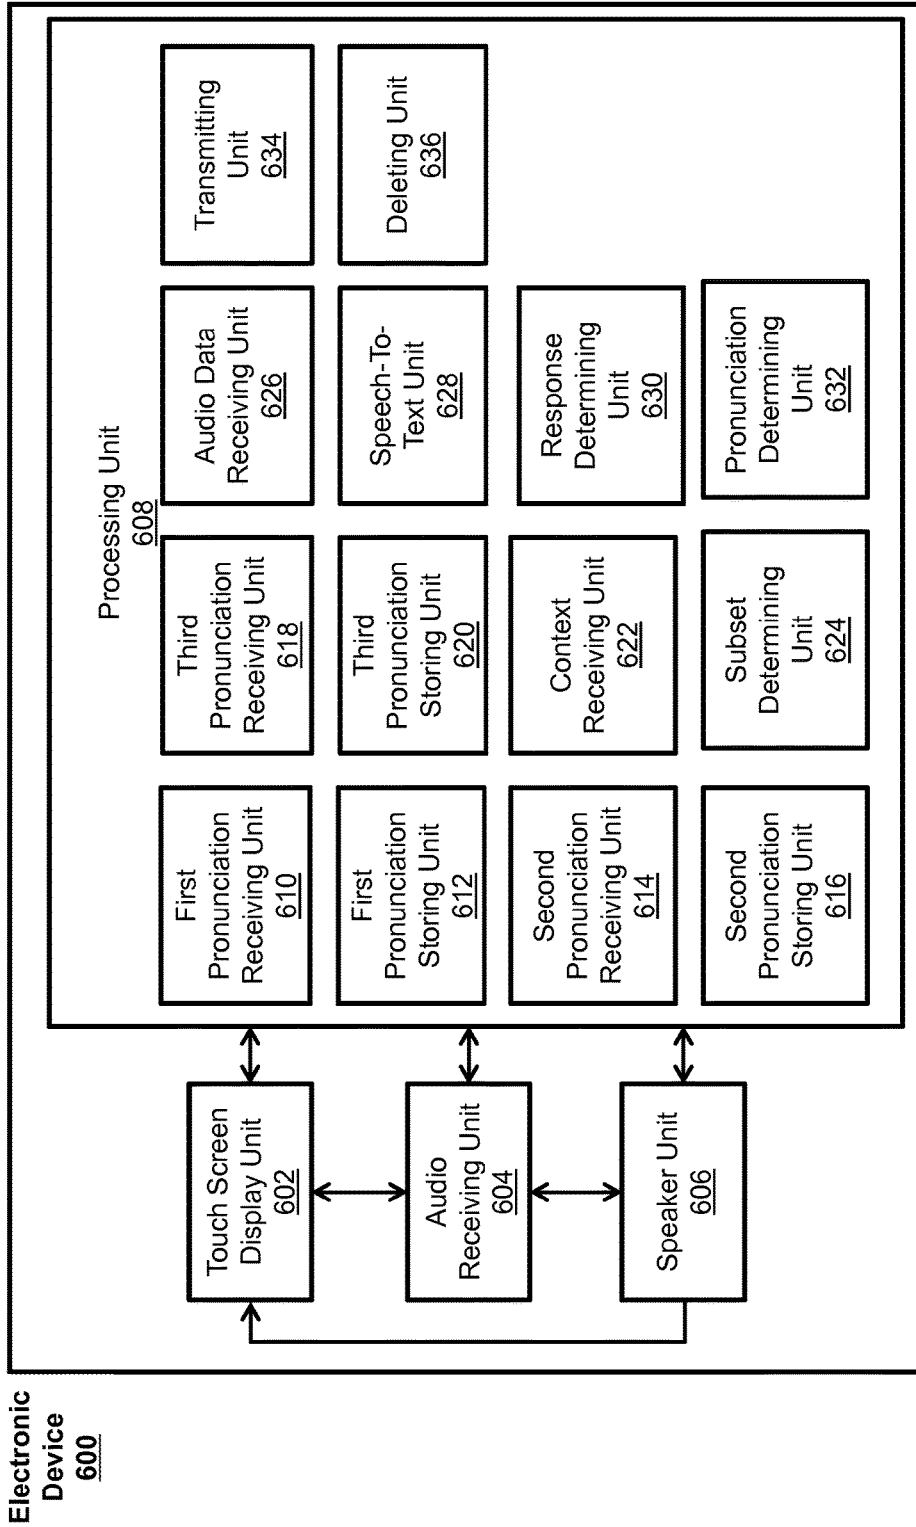 Electronic
Device
600
Touch Screen
Display Unit
602
Audio
Receiving Unit
604
Speaker Unit
606
Processing Unit
608
First
Pronunciation
Receiving Unit
610
First
Pronunciation
Storing Unit
612
Second
Pronunciation
Receiving Unit
614
Second
Pronunciation
Storing Unit
616
Third
Pronunciation
Receiving Unit
618
Third
Pronunciation
Storing Unit
620
Context
Receiving Unit
622
Subset
Determining
Unit
624
Audio Data
Receiving Unit
626
Speech-To-
Text Unit
628
Response
Determining
Unit
630
Pronunciation
Determining
Unit
632
Transmitting
Unit
634
Deleting Unit
636